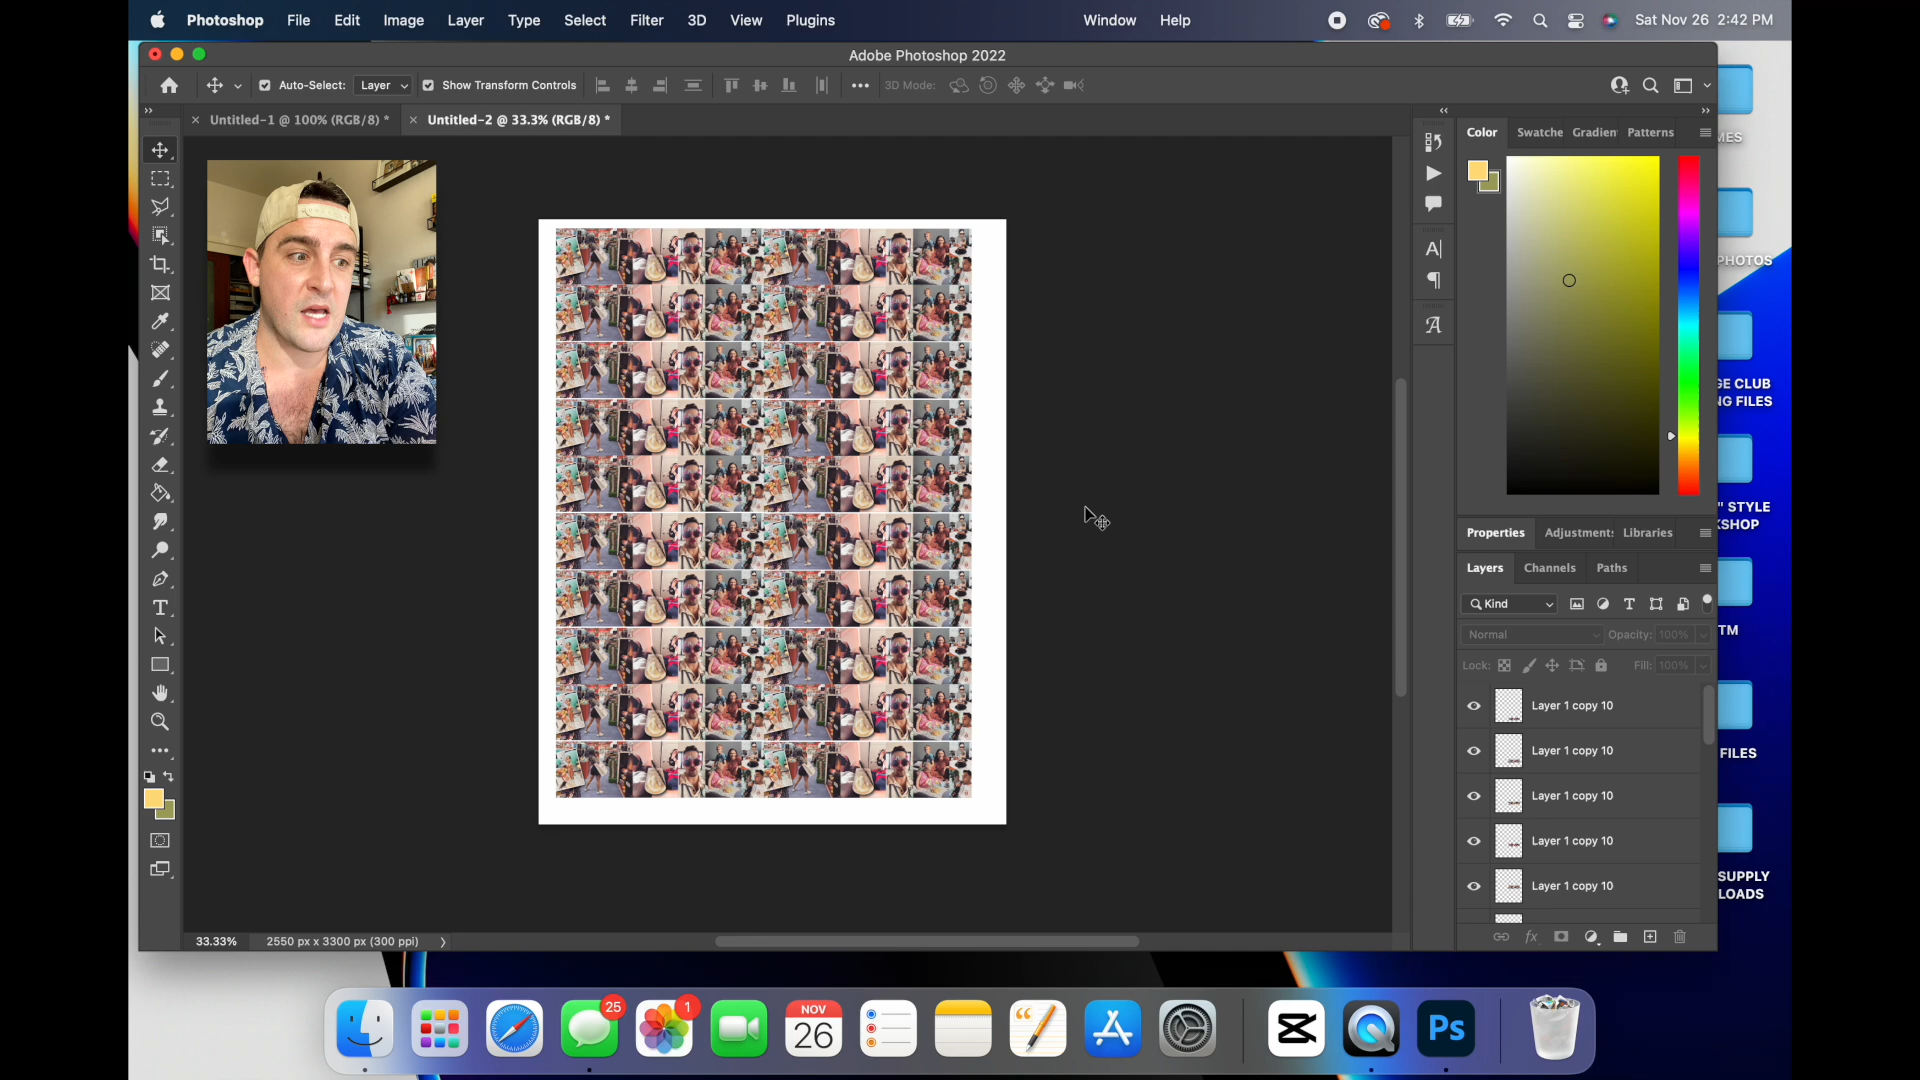 Photoshop File Edit Image Layer Type Select Filter 3D View Plugins Window Help Sat Nov 26 2:42 PM
Adobe Photoshop 2022
Auto-Select: Layer Show Transform Controls 3D Mode:
Untitled-1 @ 100% (RGB/8) * Untitled-2 @ 33.3% (RGB/8) *
Color Swatche Gradien Patterns
MES
PHOTOS
GE CLUB
NG FILES
" STYLE
KSHOP
Properties Adjustment: Libraries
Layers Channels Paths
Kind
Normal Opacity: 100%
TM
Lock: Fill: 100%
Layer 1 copy 10
Layer 1 copy 10
FILES
Layer 1 copy 10
Layer 1 copy 10
Layer 1 copy 10
SUPPLY
LOADS
33.33% 2550 px x 3300 px (300 ppi)
25
1
NOV
26
Ps